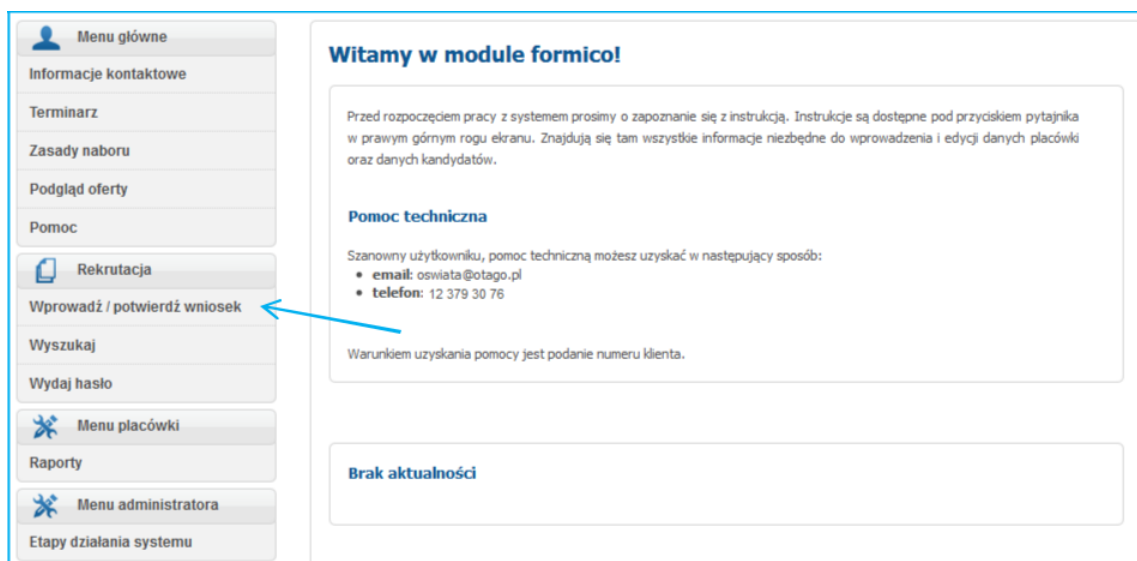 Menu główne
Informacje kontaktowe
Terminarz
Zasady naboru
Podgląd oferty
Pomoc
Rekrutacja
Wprowadź / potwierdź wniosek
Wyszukaj
Wydaj hasło
Menu placówki
Raporty
Menu administratora
Etapy działania systemu
Witamy w module formico!
Przed rozpoczęciem pracy z systemem prosimy o zapoznanie się z instrukcją. Instrukcje są dostępne pod przyciskiem pytajnika
w prawym górnym rogu ekranu. Znajdują się tam wszystkie informacje niezbędne do wprowadzenia i edycji danych placówki
oraz danych kandydatów.
Pomoc techniczna
Szanowny użytkowniku, pomoc techniczną możesz uzyskać w następujący sposób:
• email: oswiata@otago.pl
• telefon: 12 379 30 76
Warunkiem uzyskania pomocy jest podanie numeru klienta.
Brak aktualności